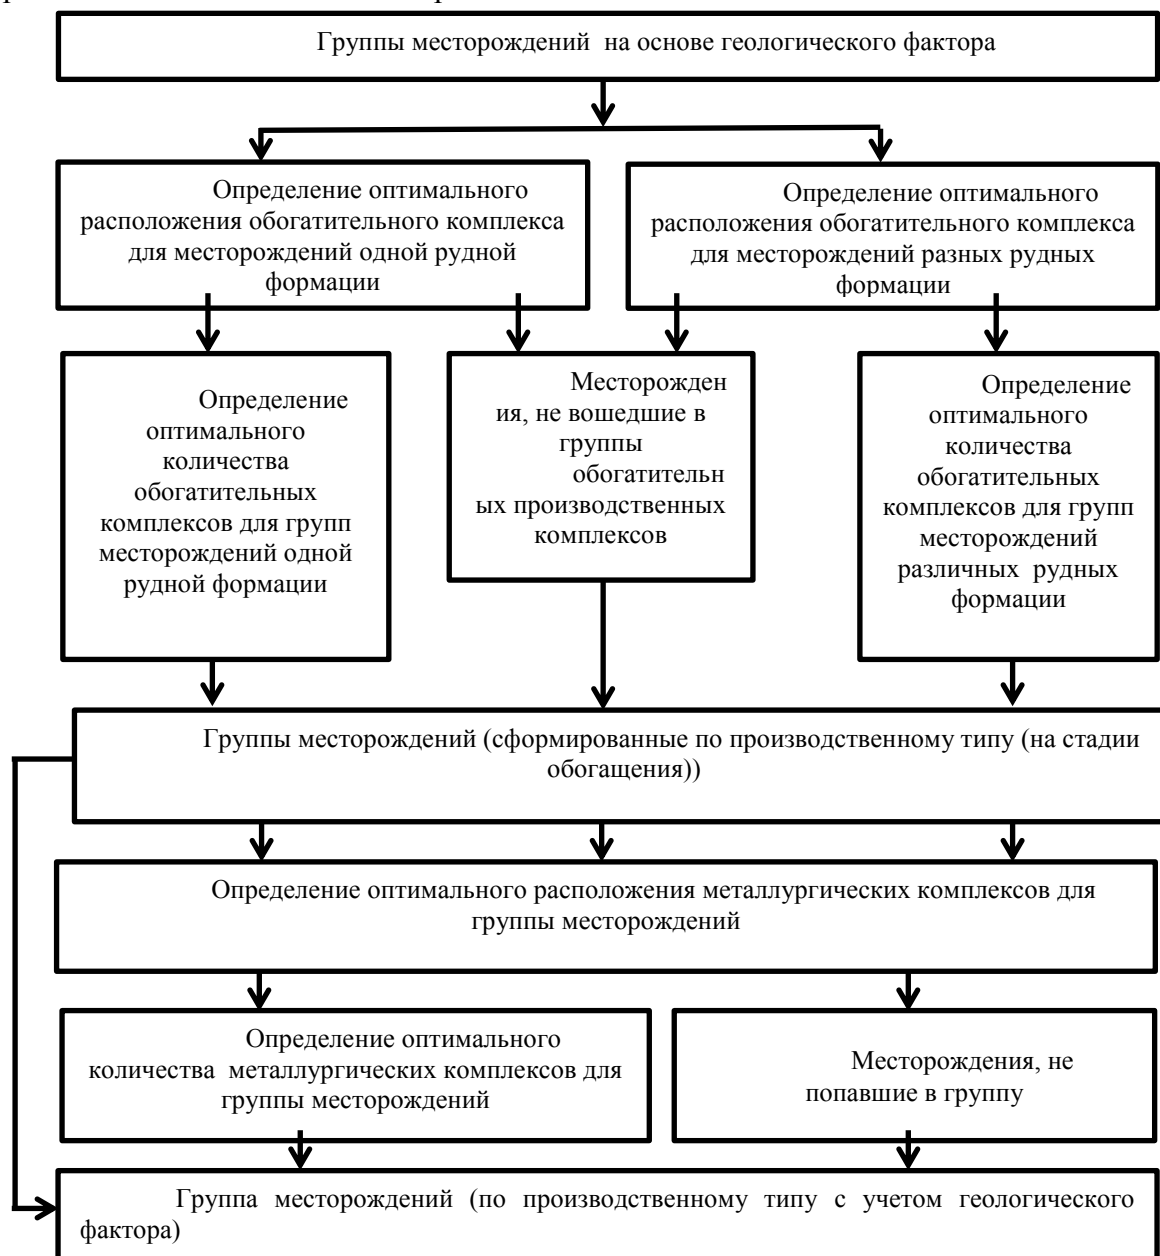 Группы месторождений на основе геологического фактора
Определение оптимального
расположения обогатительного комплекса
для месторождений одной рудной
формации
Определение оптимального
расположения обогатительного комплекса
для месторождений разных рудных
формации
Определение
оптимального
количества
обогатительных
комплексов для групп
месторождений одной
рудной формации
Месторожден
ия, не вошедшие в
группы
обогатительн
ых производственных
комплексов
Определение
оптимального
количества
обогатительных
комплексов для групп
месторождений
различных рудных
формации
Группы месторождений (сформированные по производственному типу (на стадии
обогащения))
Определение оптимального расположения металлургических комплексов для
группы месторождений
Определение оптимального
количества металлургических комплексов для
группы месторождений
Месторождения, не
попавшие в группу
Группа месторождений (по производственному типу с учетом геологического
фактора)